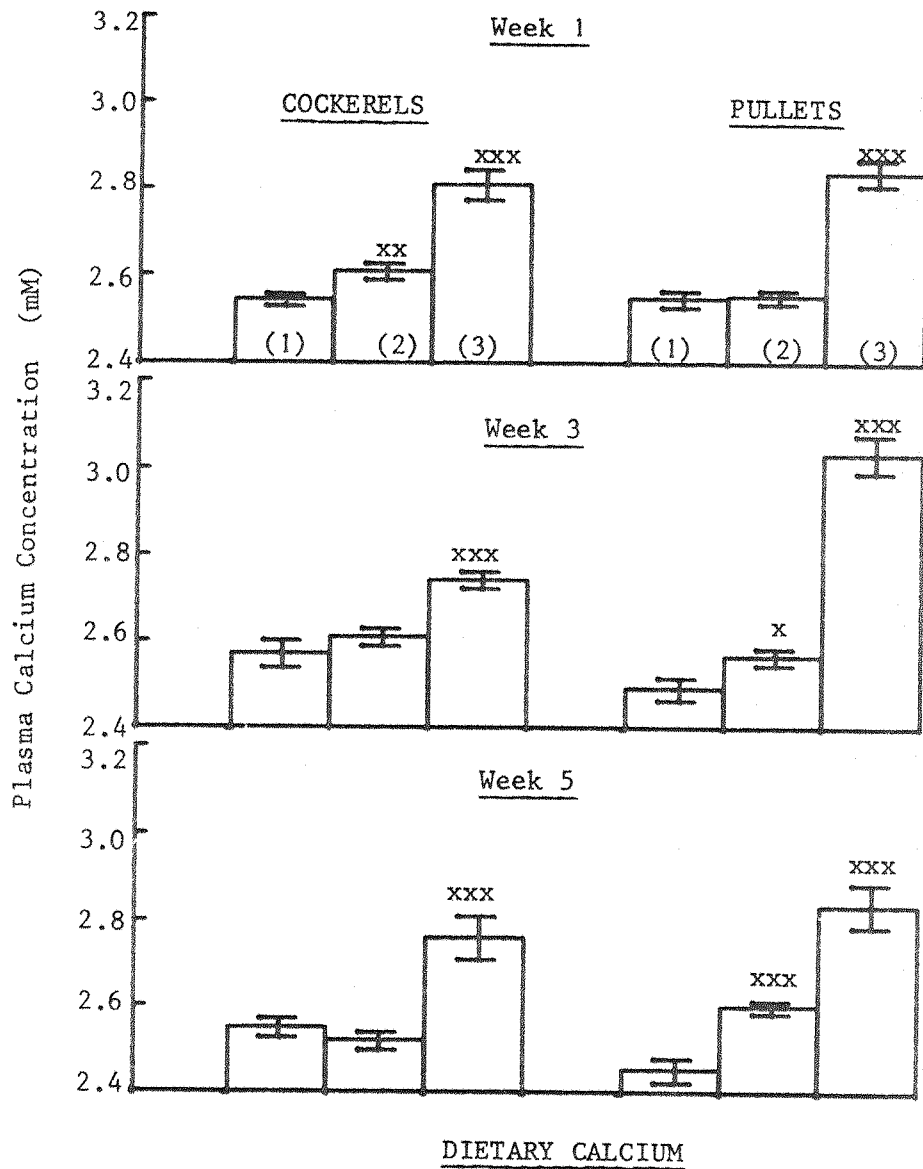 Plasma Calcium Concentration (mM)
Week 1
3.2
3.0
2.8
2.6
2.4
COCKERELS
PULLETS
xx
xxx
xxx
(1)
(2)
(3)
(1)
(2)
(3)
Week 3
3.2
3.0
2.8
2.6
2.4
xxx
x
xxx
Week 5
3.2
3.0
2.8
2.6
2.4
xxx
xxx
xxx
DIETARY CALCIUM